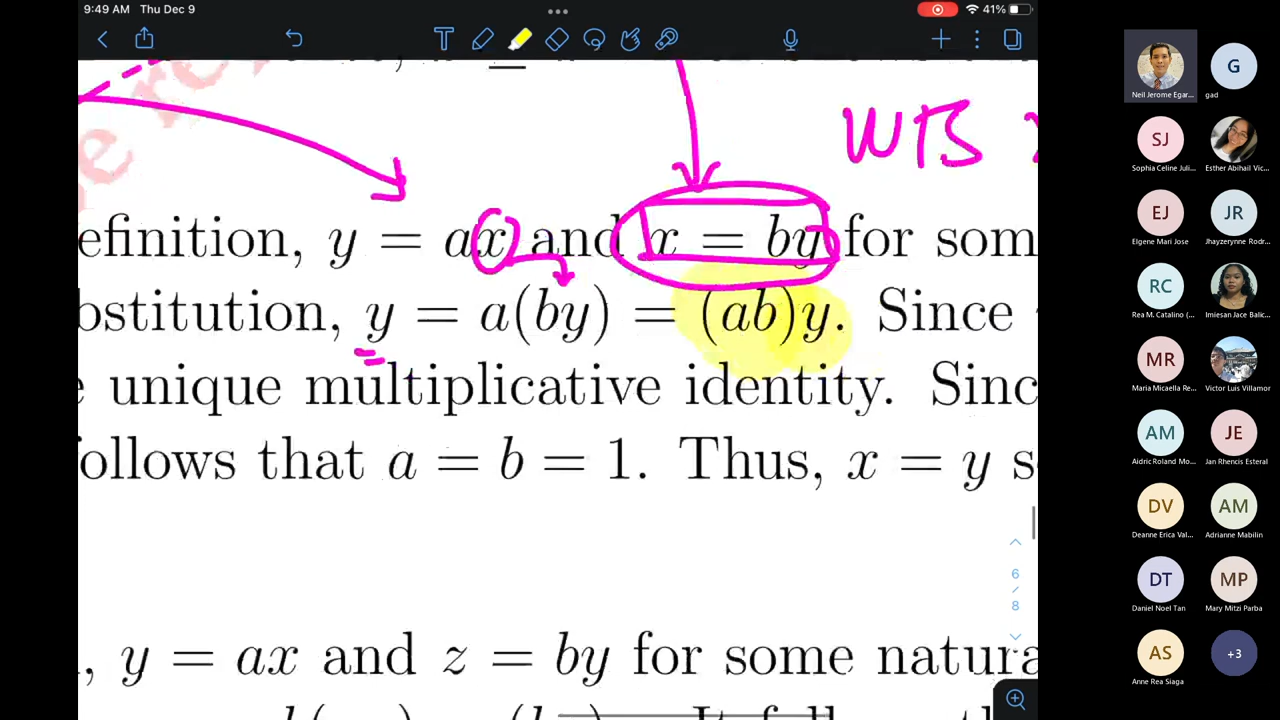 9:49 AM Thu Dec 9
41%
WTS
efinition, y = ax and x = by for som
bstitution, y = a(by) = (ab)y. Since
e unique multiplicative identity. Sinc
ollows that a = b = 1. Thus, x = y s
, y = ax and z = by for some natura
6
/
8
Neil Jerome Egar...
G
gad
SJ
Sophia Celine Juli...
Esther Abihail Vic...
EJ
Elgene Mari Jose
JR
Jhayzerynne Rodr...
RC
Rea M. Catalino (...
Imiesan Jace Balic...
MR
Maria Micaella Re...
Victor Luis Villamor
AM
Aidric Roland Mo...
JE
Jan Rhencis Esteral
DV
Deanne Erica Val...
AM
Adrianne Mabilin
DT
Daniel Noel Tan
MP
Mary Mitzi Parba
AS
Anne Rea Siaga
+3